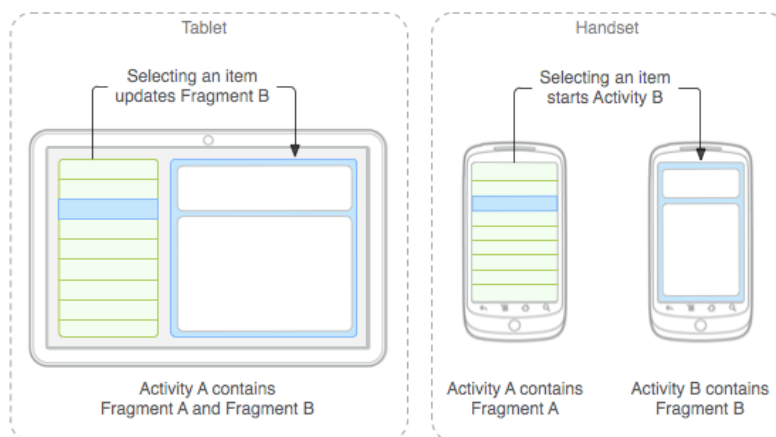 Tablet
Selecting an item
updates Fragment B
Activity A contains
Fragment A and Fragment B
Handset
Selecting an item
starts Activity B
Activity A contains
Fragment A
Activity B contains
Fragment B